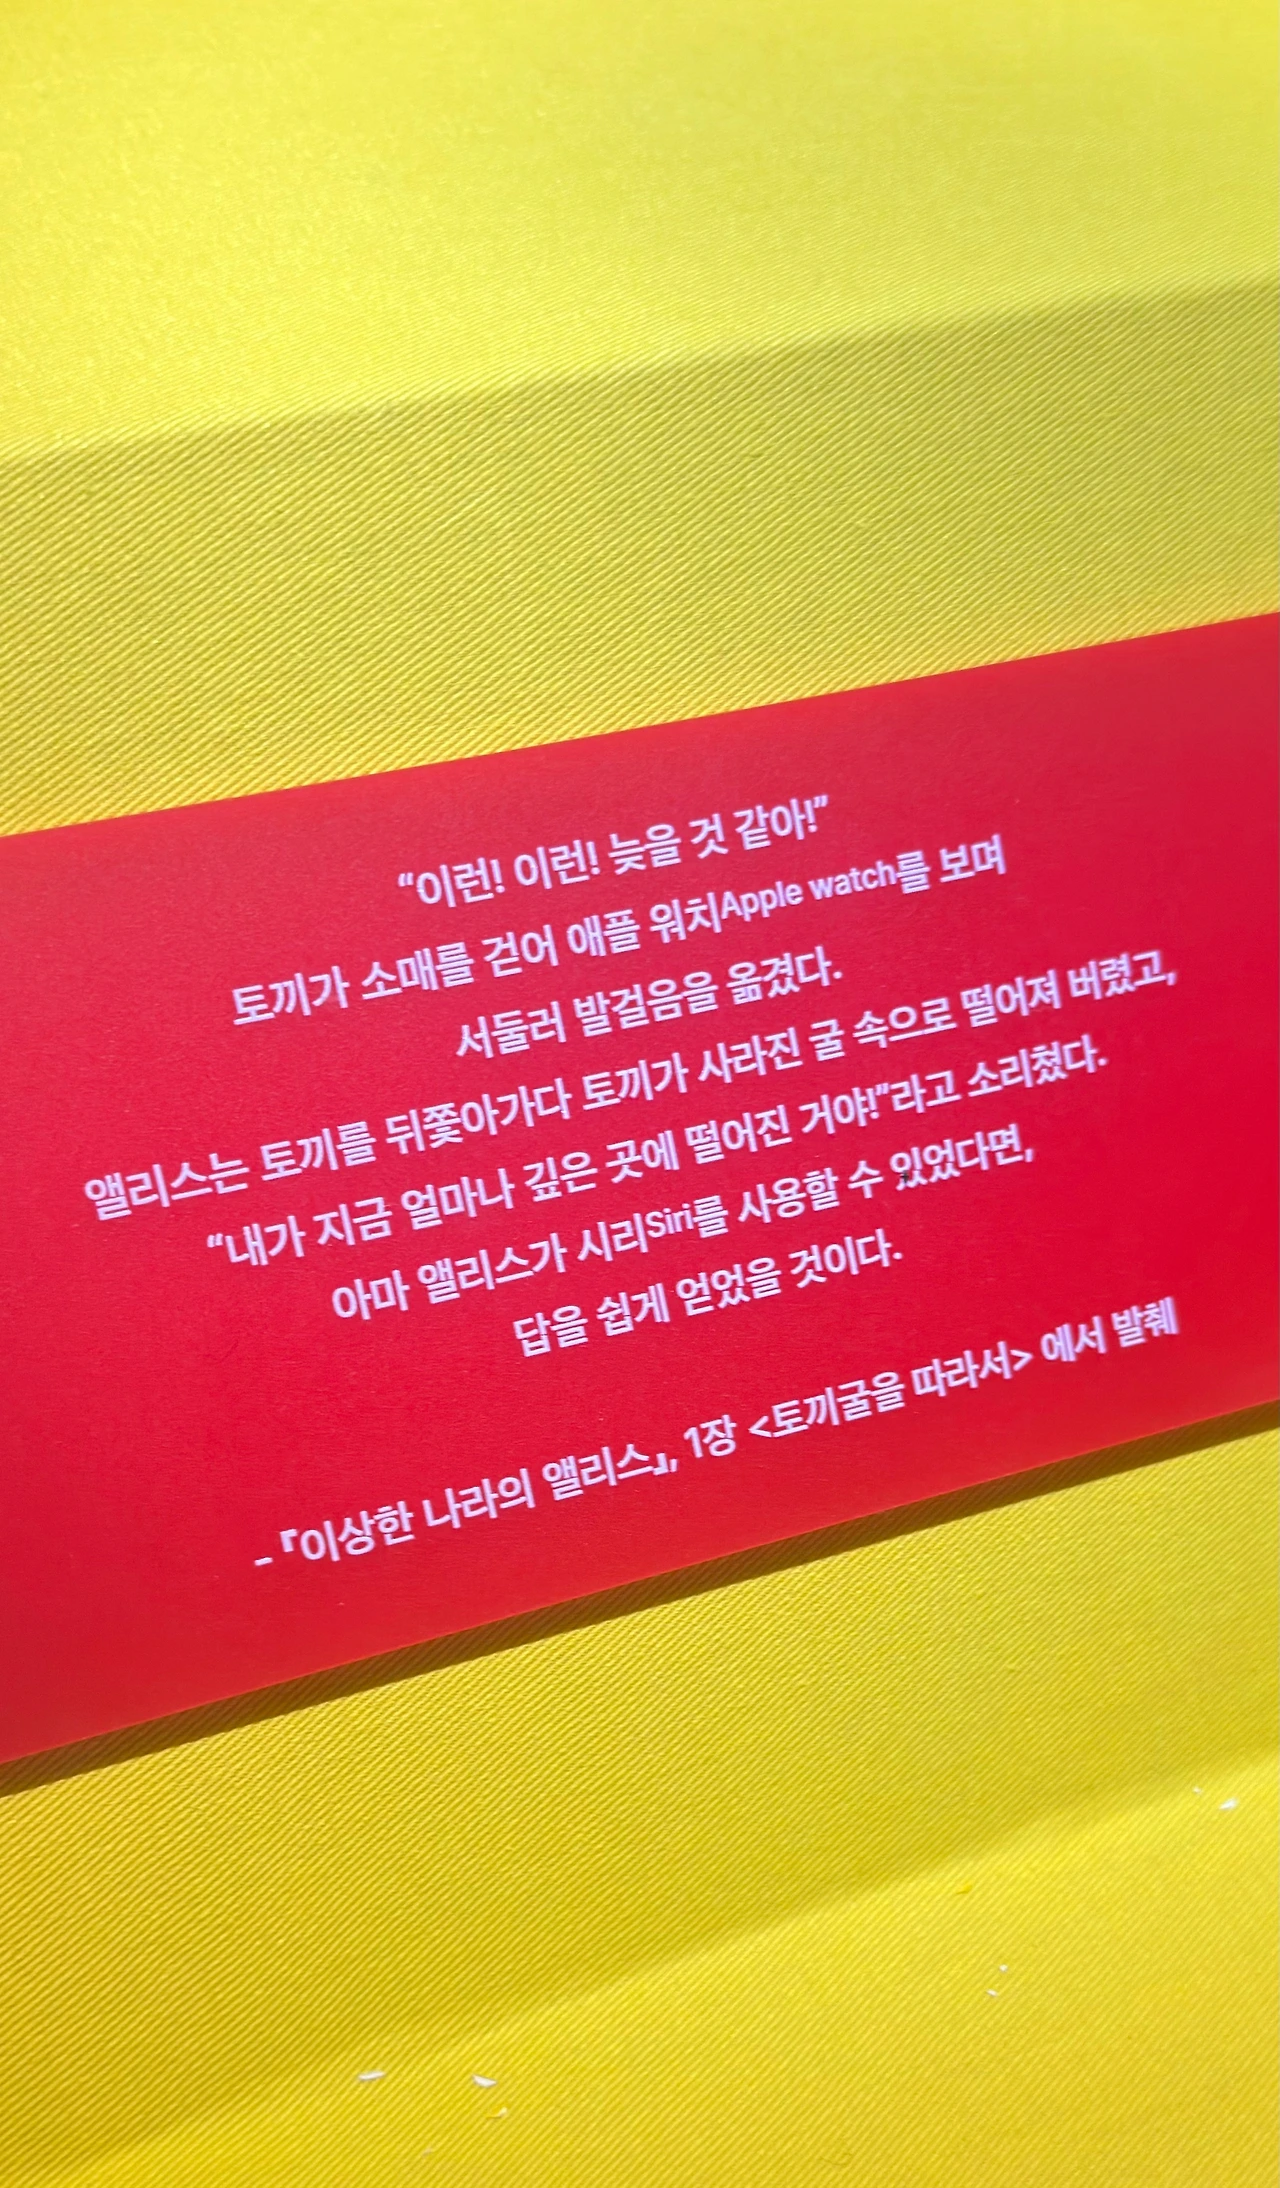 “이런! 이런! 늦을 것 같아!”
토끼가 소매를 걷어 애플 워치Apple watch를 보며
서둘러 발걸음을 옮겼다.
앨리스는 토끼를 뒤쫓아가다 토끼가 사라진 굴 속으로 떨어져 버렸고,
“내가 지금 얼마나 깊은 곳에 떨어진 거야!”라고 소리쳤다.
아마 앨리스가 시리Siri를 사용할 수 있었다면,
답을 쉽게 얻었을 것이다.
- 『이상한 나라의 앨리스』, 1장 <토끼굴을 따라서> 에서 발췌